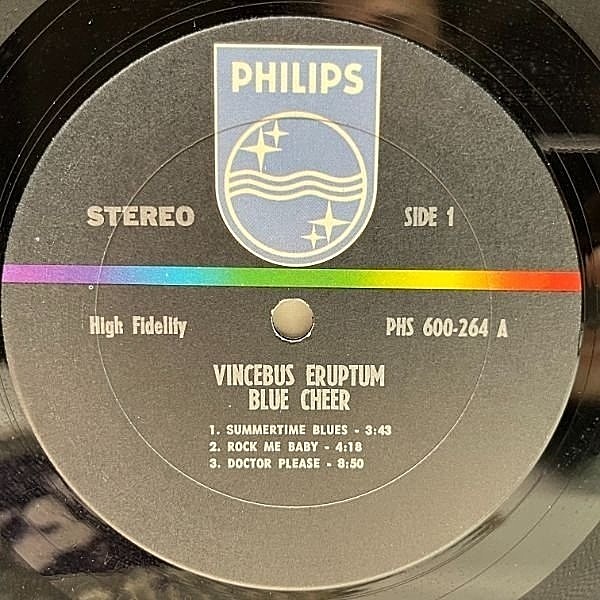 PHILIPS
STEREO
SIDE 1
High Fidelity
PHS 600-264 A
VINCEBUS ERUPTUM
BLUE CHEER
1. SUMMERTIME BLUES - 3:43
2. ROCK ME BABY - 4:18
3. DOCTOR PLEASE - 8:50